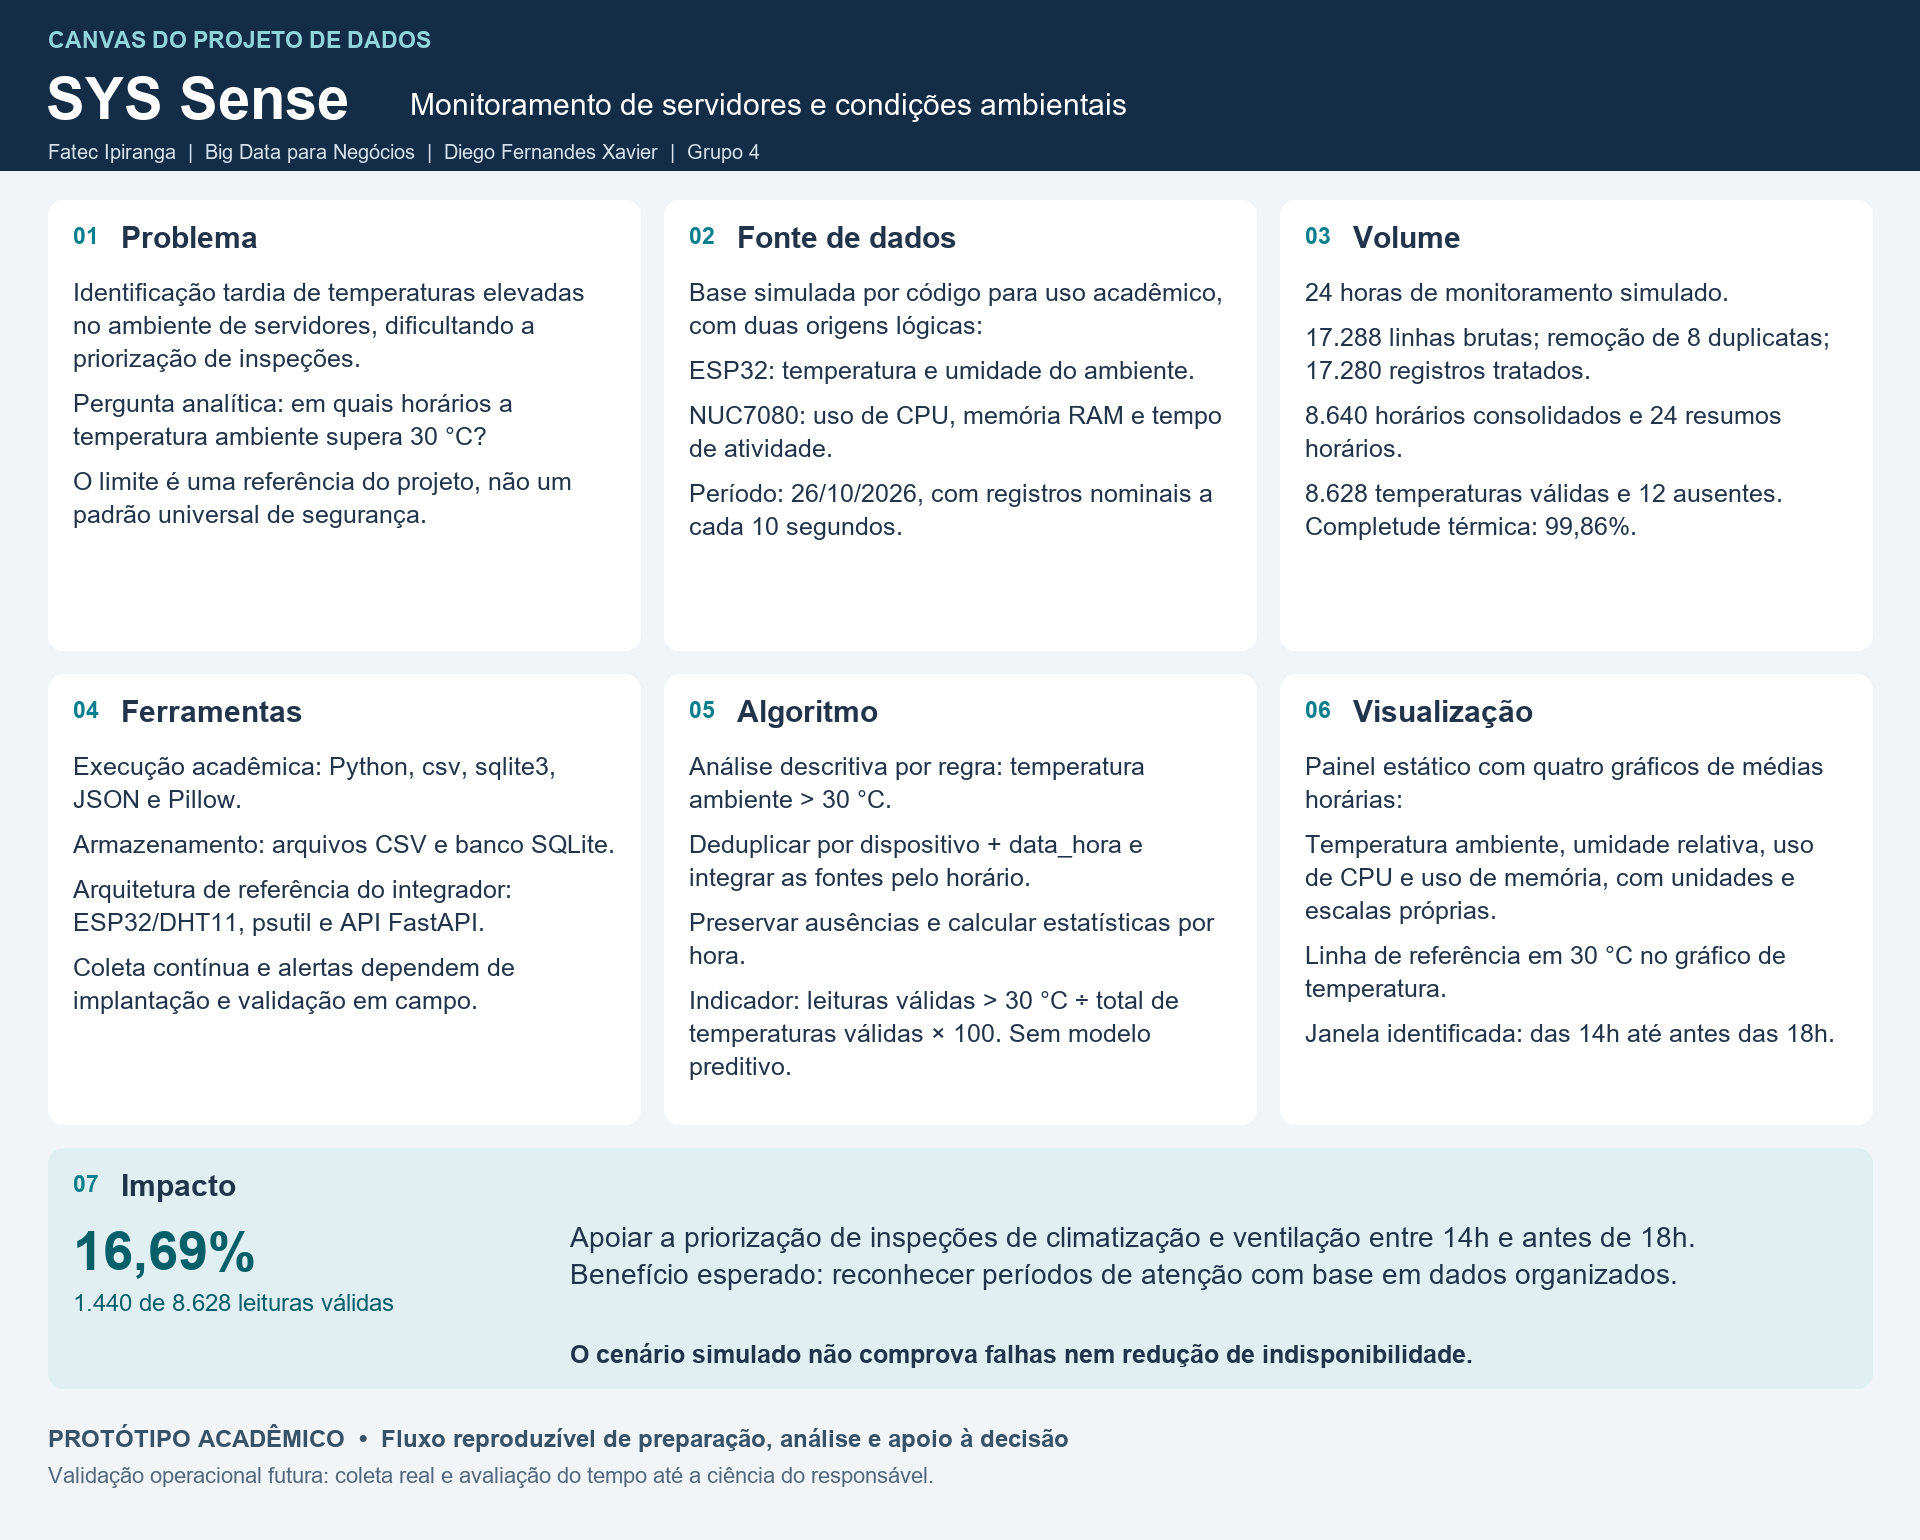 CANVAS DO PROJETO DE DADOS
SYS Sense Monitoramento de servidores e condições ambientais
Fatec Ipiranga | Big Data para Negócios | Diego Fernandes Xavier | Grupo 4
01 Problema
Identificação tardia de temperaturas elevadas
no ambiente de servidores, dificultando a
priorização de inspeções.
Pergunta analítica: em quais horários a
temperatura ambiente supera 30 °C?
O limite é uma referência do projeto, não um
padrão universal de segurança.
02 Fonte de dados
Base simulada por código para uso acadêmico,
com duas origens lógicas:
ESP32: temperatura e umidade do ambiente.
NUC7080: uso de CPU, memória RAM e tempo
de atividade.
Período: 26/10/2026, com registros nominais a
cada 10 segundos.
03 Volume
24 horas de monitoramento simulado.
17.288 linhas brutas; remoção de 8 duplicatas;
17.280 registros tratados.
8.640 horários consolidados e 24 resumos
horários.
8.628 temperaturas válidas e 12 ausentes.
Completude térmica: 99,86%.
04 Ferramentas
Execução acadêmica: Python, csv, sqlite3,
JSON e Pillow.
Armazenamento: arquivos CSV e banco SQLite.
Arquitetura de referência do integrador:
ESP32/DHT11, psutil e API FastAPI.
Coleta contínua e alertas dependem de
implantação e validação em campo.
05 Algoritmo
Análise descritiva por regra: temperatura
ambiente > 30 °C.
Deduplicar por dispositivo + data_hora e
integrar as fontes pelo horário.
Preservar ausências e calcular estatísticas por
hora.
Indicador: leituras válidas > 30 °C ÷ total de
temperaturas válidas × 100. Sem modelo
preditivo.
06 Visualização
Painel estático com quatro gráficos de médias
horárias:
Temperatura ambiente, umidade relativa, uso
de CPU e uso de memória, com unidades e
escalas próprias.
Linha de referência em 30 °C no gráfico de
temperatura.
Janela identificada: das 14h até antes das 18h.
07 Impacto
16,69%
1.440 de 8.628 leituras válidas
Apoiar a priorização de inspeções de climatização e ventilação entre 14h e antes de 18h.
Benefício esperado: reconhecer períodos de atenção com base em dados organizados.
O cenário simulado não comprova falhas nem redução de indisponibilidade.
PROTÓTIPO ACADÊMICO • Fluxo reproduzível de preparação, análise e apoio à decisão
Validação operacional futura: coleta real e avaliação do tempo até a ciência do responsável.